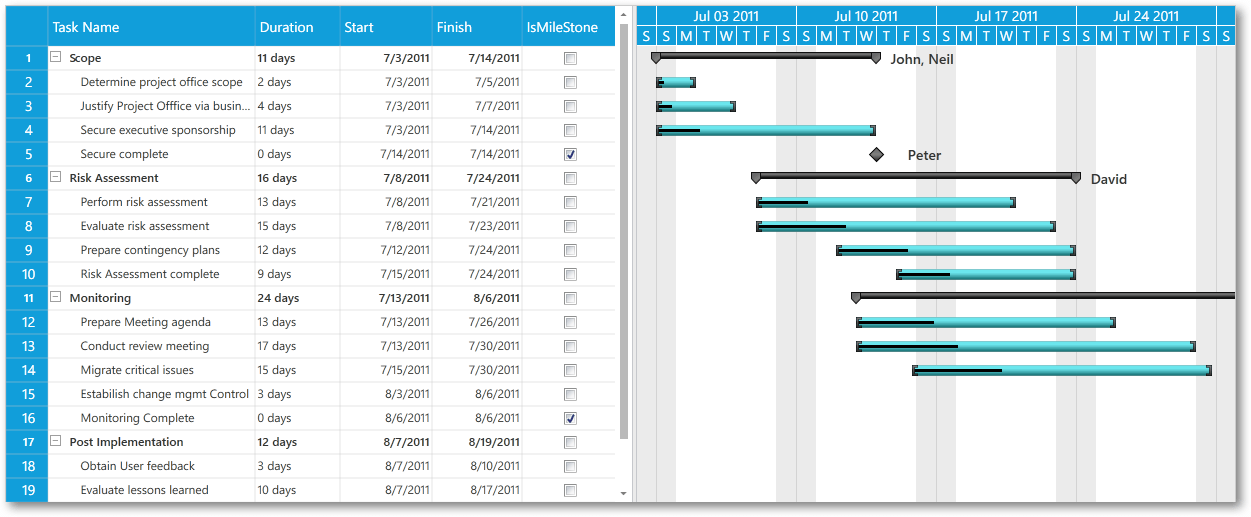 Task Name Duration Start Finish IsMileStone
Jul 03 2011 Jul 10 2011 Jul 17 2011 Jul 24 2011
S S M T W T F S S M T W T F S S M T W T F S S M T W T F S S
1 Scope 11 days 7/3/2011 7/14/2011 John, Neil
2 Determine project office scope 2 days 7/3/2011 7/5/2011
3 Justify Project Offfice via busin... 4 days 7/3/2011 7/7/2011
4 Secure executive sponsorship 11 days 7/3/2011 7/14/2011
5 Secure complete 0 days 7/14/2011 7/14/2011 Peter
6 Risk Assessment 16 days 7/8/2011 7/24/2011 David
7 Perform risk assessment 13 days 7/8/2011 7/21/2011
8 Evaluate risk assessment 15 days 7/8/2011 7/23/2011
9 Prepare contingency plans 12 days 7/12/2011 7/24/2011
10 Risk Assessment complete 9 days 7/15/2011 7/24/2011
11 Monitoring 24 days 7/13/2011 8/6/2011
12 Prepare Meeting agenda 13 days 7/13/2011 7/26/2011
13 Conduct review meeting 17 days 7/13/2011 7/30/2011
14 Migrate critical issues 15 days 7/15/2011 7/30/2011
15 Estabilish change mgmt Control 3 days 8/3/2011 8/6/2011
16 Monitoring Complete 0 days 8/6/2011 8/6/2011
17 Post Implementation 12 days 8/7/2011 8/19/2011
18 Obtain User feedback 3 days 8/7/2011 8/10/2011
19 Evaluate lessons learned 10 days 8/7/2011 8/17/2011